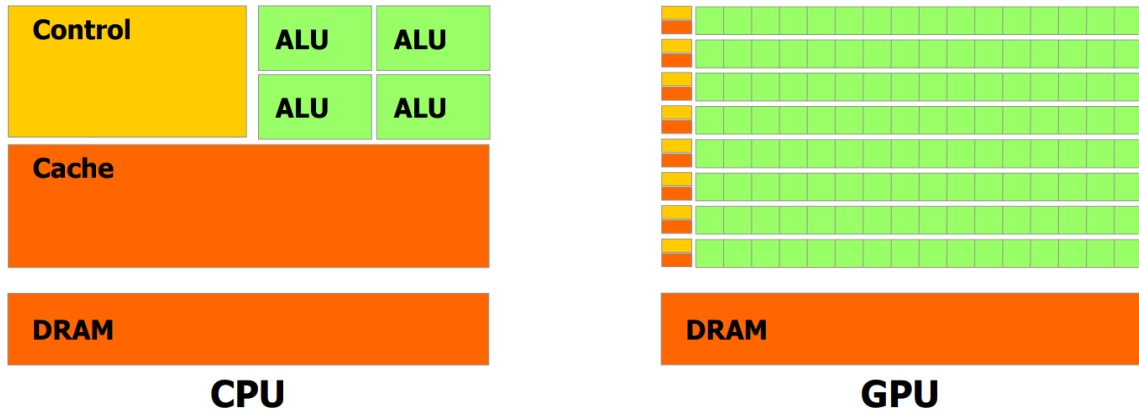 Control
ALU ALU
ALU ALU
Cache
DRAM
CPU
DRAM
GPU